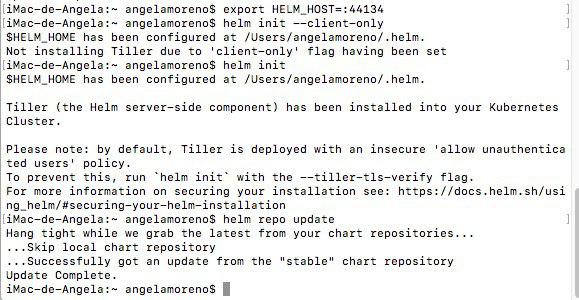 [iMac-de-Angela:~ angelamoreno$ export HELM_HOST=:44134 ]
[iMac-de-Angela:~ angelamoreno$ helm init --client-only ]
$HELM_HOME has been configured at /Users/angelamoreno/.helm.
Not installing Tiller due to 'client-only' flag having been set
[iMac-de-Angela:~ angelamoreno$ helm init ]
$HELM_HOME has been configured at /Users/angelamoreno/.helm.
Tiller (the Helm server-side component) has been installed into your Kubernetes
Cluster.
Please note: by default, Tiller is deployed with an insecure 'allow unauthentica
ted users' policy.
To prevent this, run `helm init` with the --tiller-tls-verify flag.
For more information on securing your installation see: https://docs.helm.sh/usi
ng_helm/#securing-your-helm-installation
[iMac-de-Angela:~ angelamoreno$ helm repo update ]
Hang tight while we grab the latest from your chart repositories...
...Skip local chart repository
...Successfully got an update from the "stable" chart repository
Update Complete.
iMac-de-Angela:~ angelamoreno$